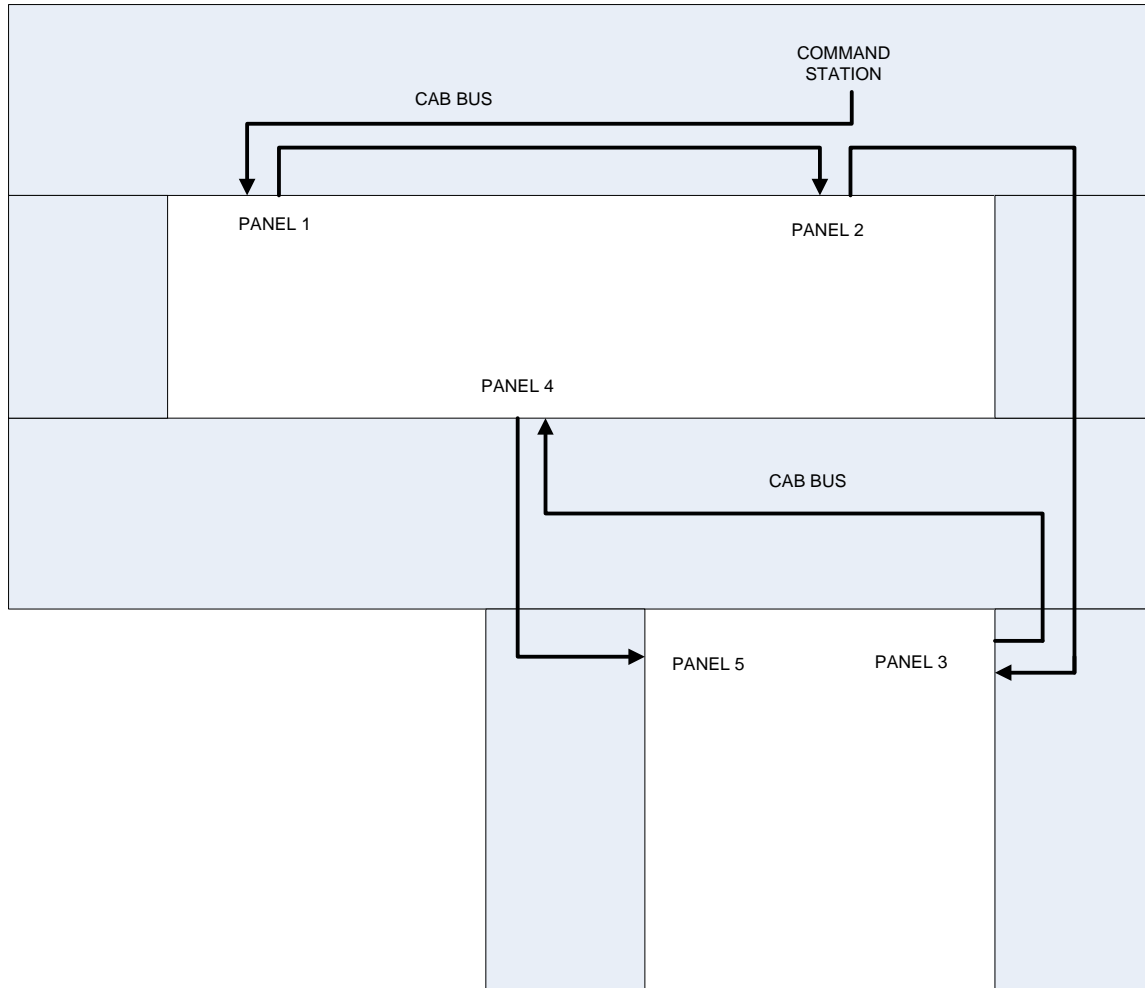 COMMAND
STATION
CAB BUS
PANEL 1
PANEL 2
PANEL 4
CAB BUS
PANEL 5
PANEL 3